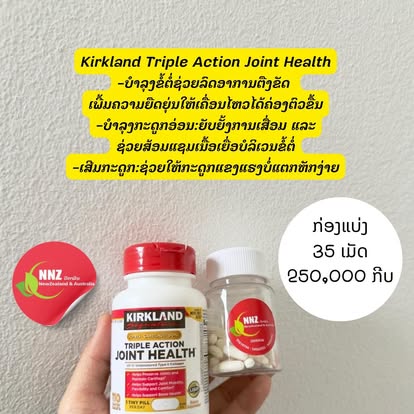 Kirkland Triple Action Joint Health
-ບຳລຸງຂໍ້ຕໍ່ຊ່ວຍລົດອາການຕືງຂັດ
ເພີ້ມຄວາມຍືດຍຸ່ນໃຫ້ເຄື່ອນໄຫວໄດ້ຄ່ອງຕົວຂື້ນ
-ບຳລຸງກະດູກອ່ອນ:ຍັບຍັ້ງການເສື່ອມ ແລະ
ຊ່ວຍສ້ອມແຊມເນື້ອເຍື່ອບໍລິເວນຂໍ້ຕໍ່
-ເສີມກະດູກ:ຊ່ວຍໃຫ້ກະດູກແຂງແຮງບໍ່ແຕກຫັກງ່າຍ
ກ່ອງແບ່ງ
35 ເມັດ
250,000 ກີບ
NNZ
NewZealand & Australia
KIRKLAND
TRIPLE ACTION
JOINT HEALTH
110
NNZ